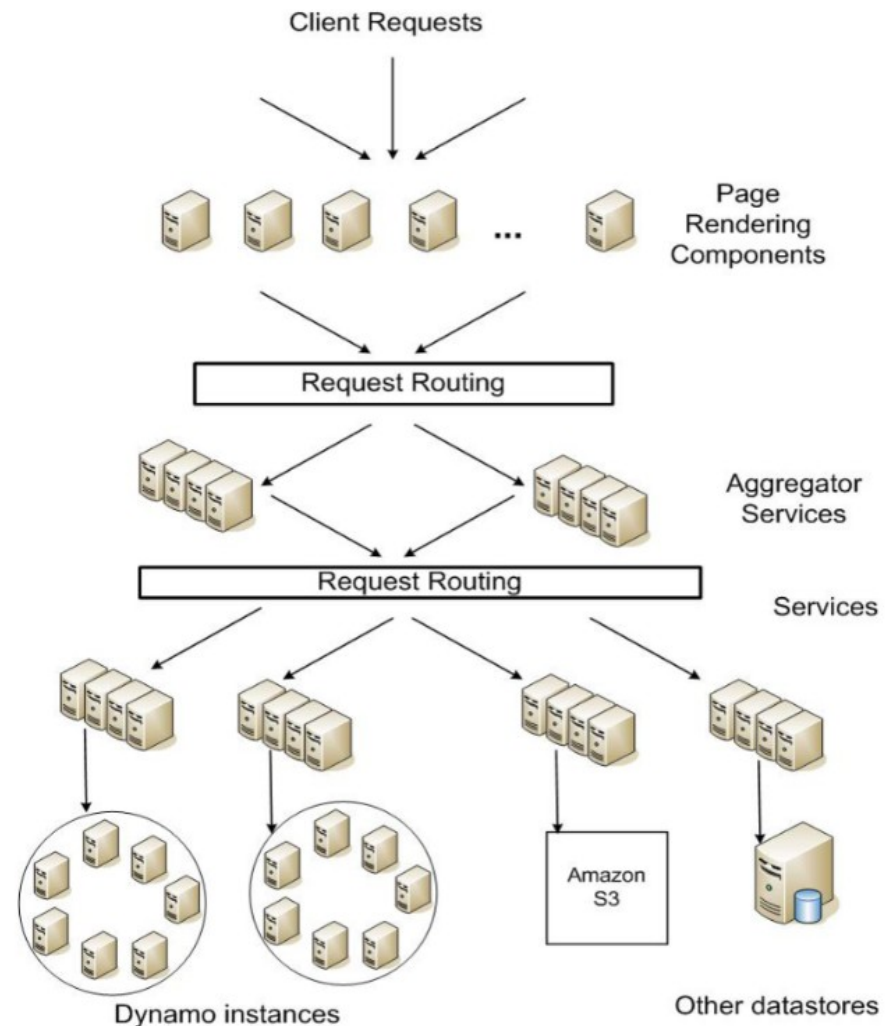 Client Requests
Page
Rendering
Components
...
Request Routing
Aggregator
Services
Request Routing
Services
Amazon
S3
Dynamo instances
Other datastores